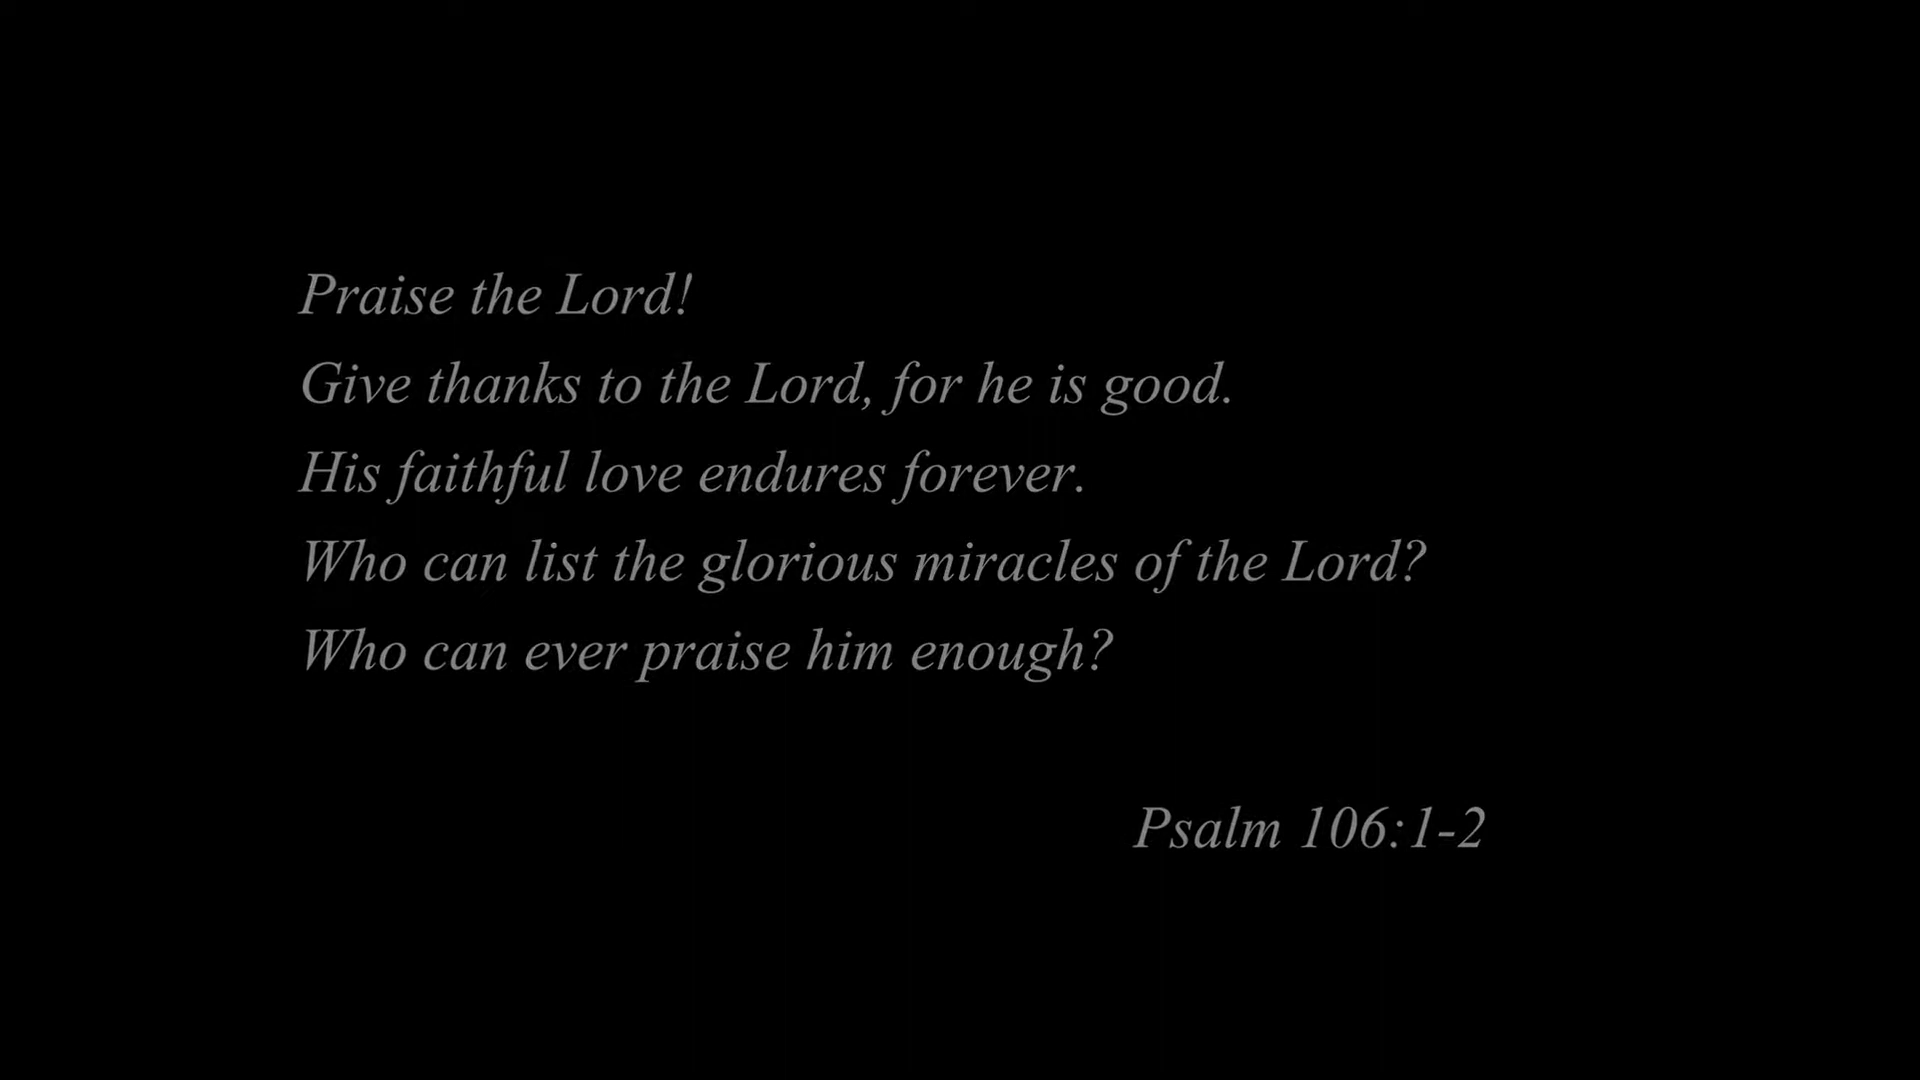 Praise the Lord!
Give thanks to the Lord, for he is good.
His faithful love endures forever.
Who can list the glorious miracles of the Lord?
Who can ever praise him enough?
Psalm 106:1-2